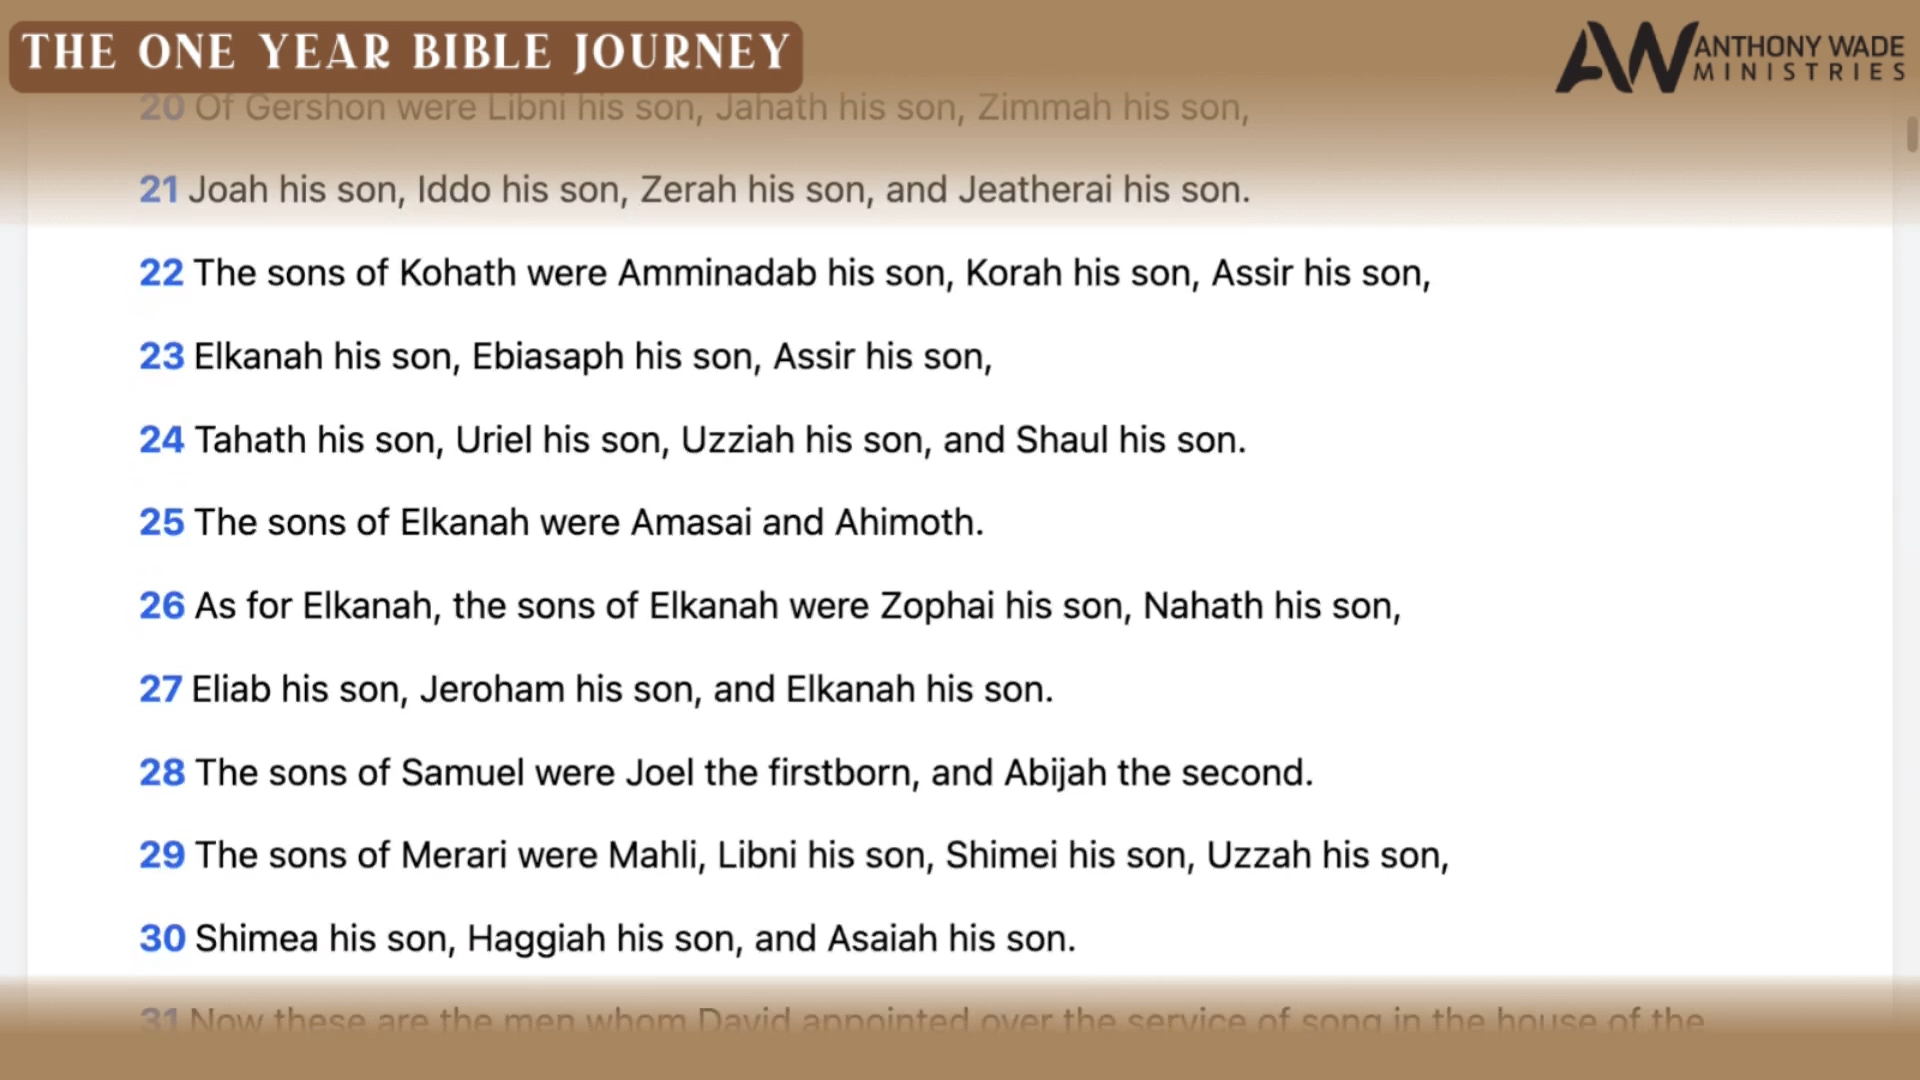 THE ONE YEAR BIBLE JOURNEY
AW ANTHONY WADE
MINISTRIES
20 Of Gershon were Libni his son, Jahath his son, Zimmah his son,
21 Joah his son, Iddo his son, Zerah his son, and Jeatherai his son.
22 The sons of Kohath were Amminadab his son, Korah his son, Assir his son,
23 Elkanah his son, Ebiasaph his son, Assir his son,
24 Tahath his son, Uriel his son, Uzziah his son, and Shaul his son.
25 The sons of Elkanah were Amasai and Ahimoth.
26 As for Elkanah, the sons of Elkanah were Zophai his son, Nahath his son,
27 Eliab his son, Jeroham his son, and Elkanah his son.
28 The sons of Samuel were Joel the firstborn, and Abijah the second.
29 The sons of Merari were Mahli, Libni his son, Shimei his son, Uzzah his son,
30 Shimea his son, Haggiah his son, and Asaiah his son.
31 Now these are the men whom David appointed over the service of song in the house of the